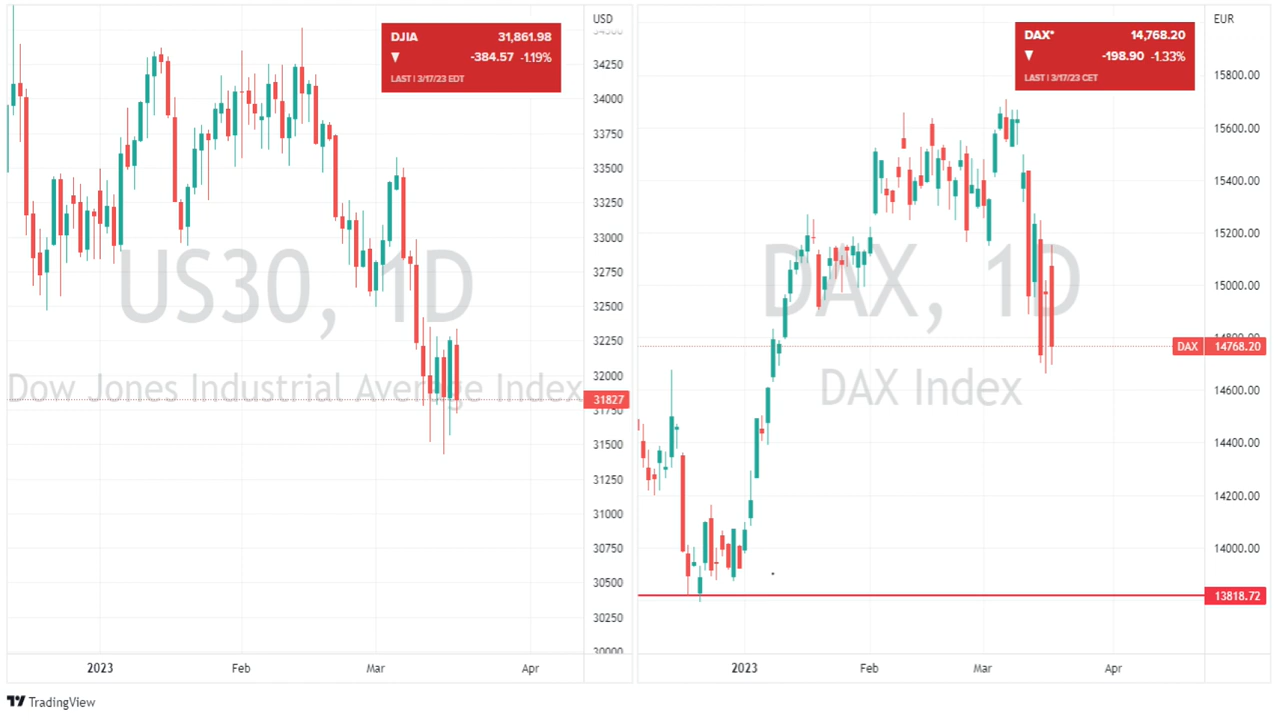 USD
34500
34250
34000
33750
33500
33250
33000
32750
32500
32250
32000
31827
31750
31500
31250
31000
30750
30500
30250
30000
DJIA 31,861.98
▼ -384.57 -1.19%
LAST | 3/17/23 EDT
US30, 1D
Dow Jones Industrial Average Index
2023 Feb Mar Apr
EUR
15800.00
15600.00
15400.00
15200.00
15000.00
14800.00
DAX 14768.20
14600.00
14400.00
14200.00
14000.00
13818.72
DAX* 14,768.20
▼ -198.90 -1.33%
LAST | 3/17/23 CET
DAX, 1D
DAX Index
2023 Feb Mar Apr
TradingView